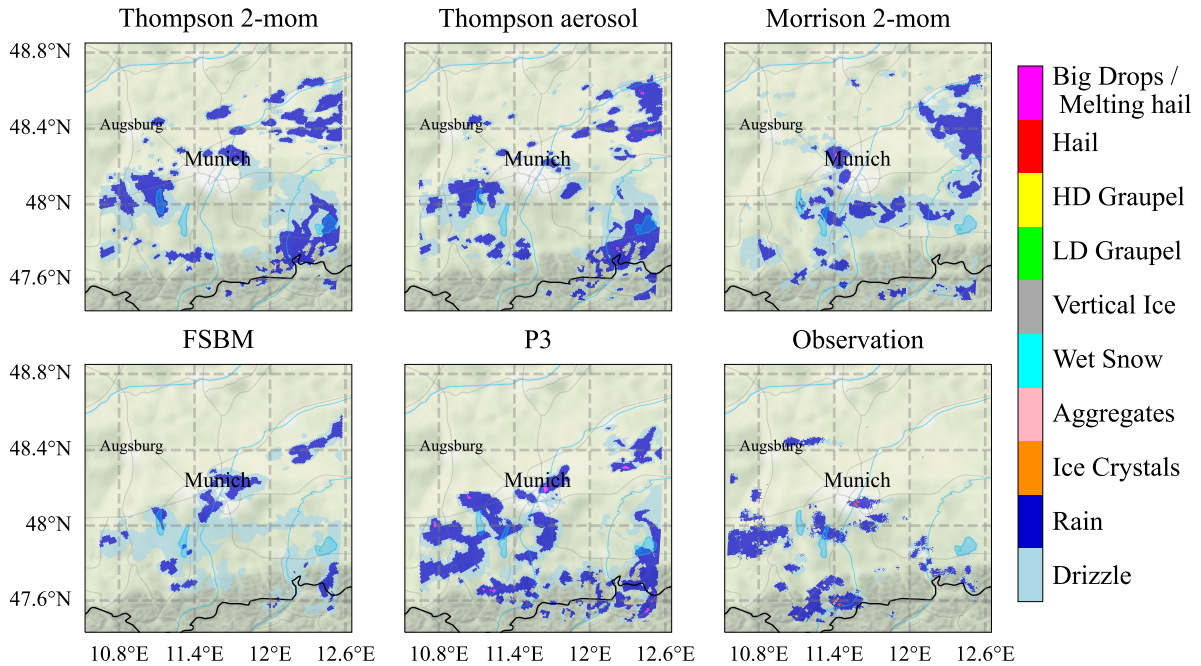 Thompson 2-mom
Thompson aerosol
Morrison 2-mom
48.8°N
48.4°N
48°N
47.6°N
Augsburg
Munich
Augsburg
Munich
Augsburg
Munich
FSBM
P3
Observation
48.8°N
48.4°N
48°N
47.6°N
Augsburg
Munich
Augsburg
Munich
Augsburg
Munich
10.8°E 11.4°E 12°E 12.6°E
10.8°E 11.4°E 12°E 12.6°E
10.8°E 11.4°E 12°E 12.6°E
Big Drops /
Melting hail
Hail
HD Graupel
LD Graupel
Vertical Ice
Wet Snow
Aggregates
Ice Crystals
Rain
Drizzle